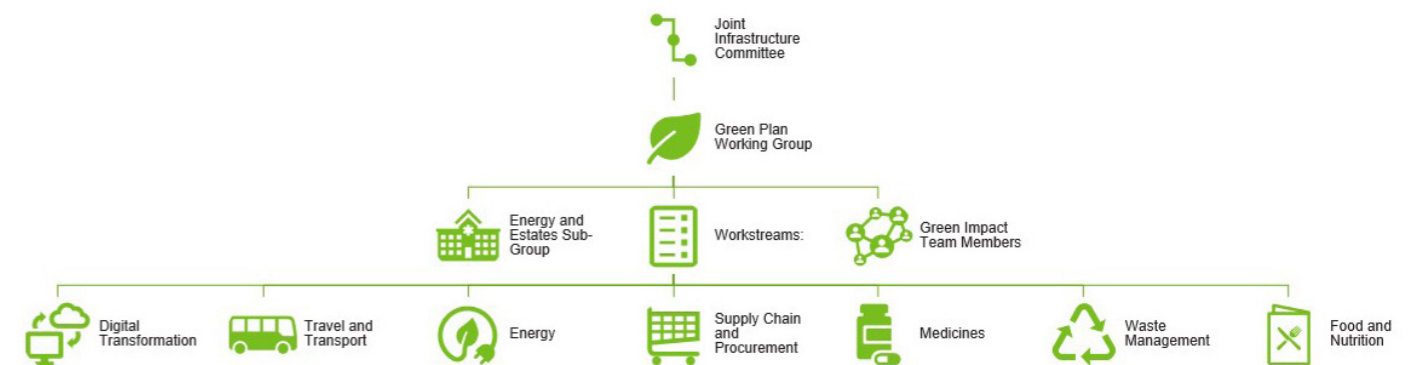 Joint
Infrastructure
Committee
Green Plan
Working Group
Energy and
Estates Sub-
Group
Workstreams:
Green Impact
Team Members
Digital
Transformation
Travel and
Transport
Energy
Supply Chain
and
Procurement
Medicines
Waste
Management
Food and
Nutrition